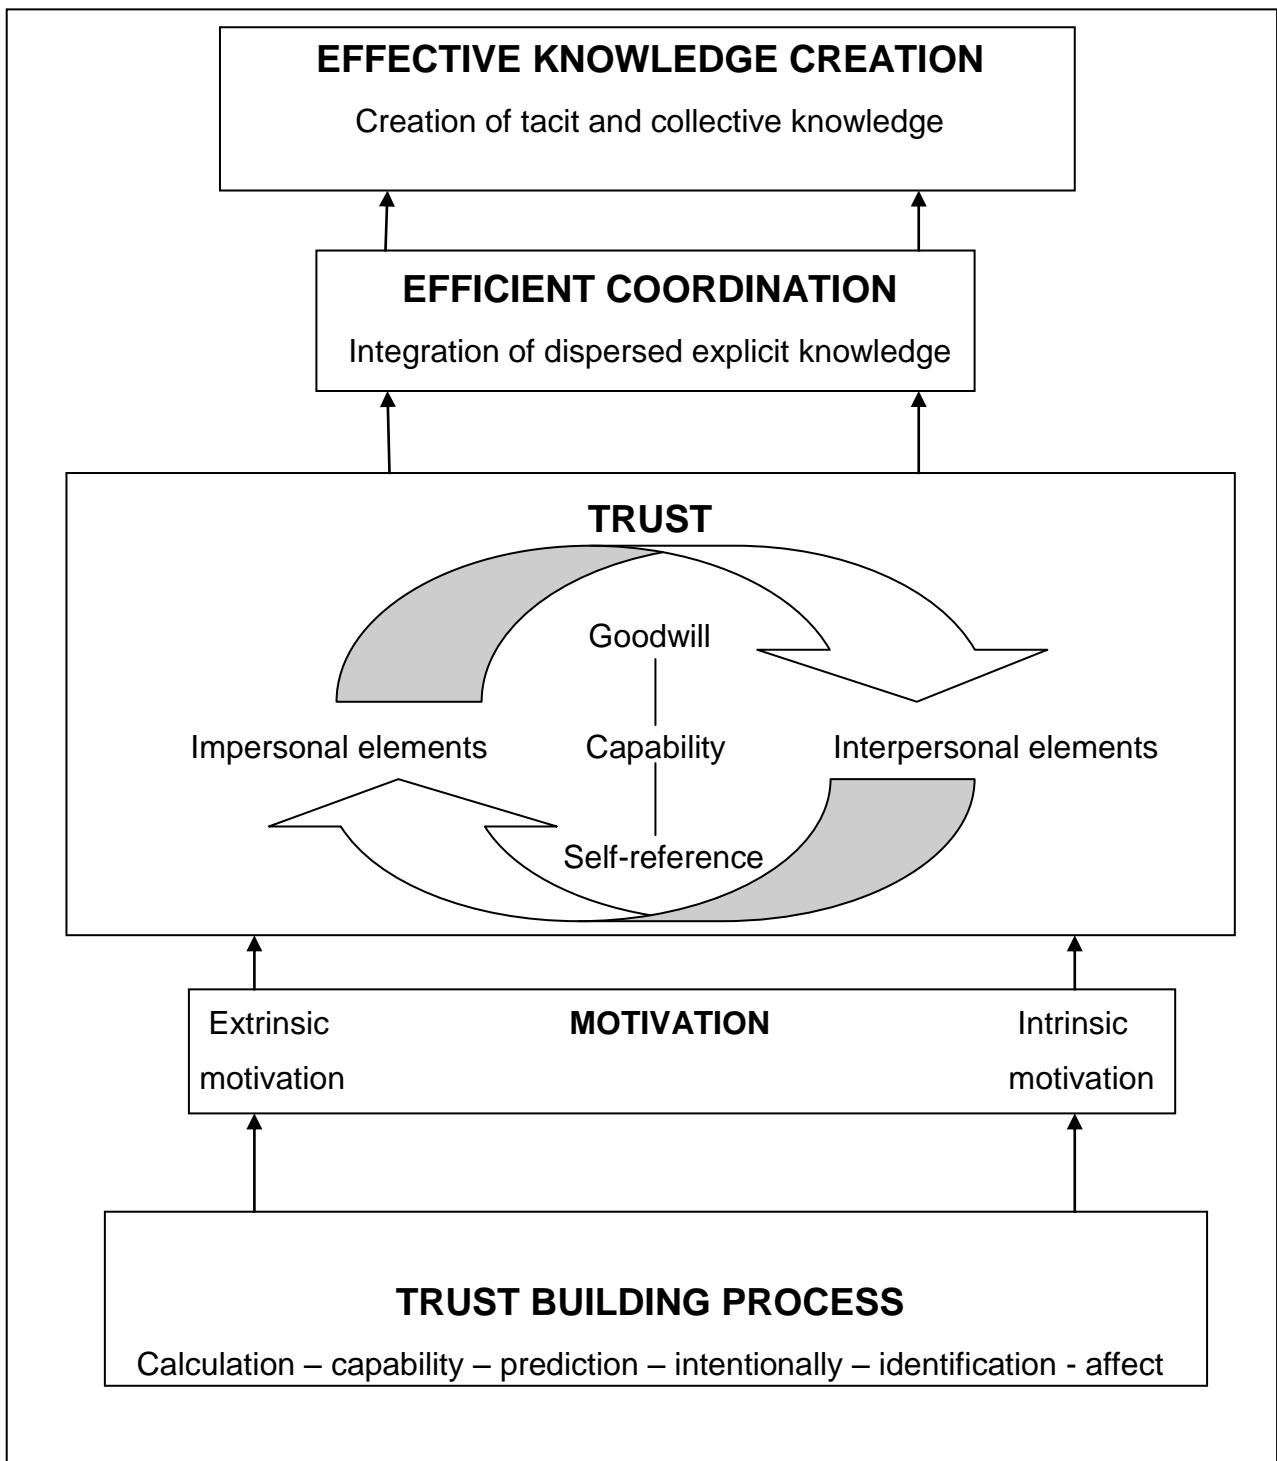 EFFECTIVE KNOWLEDGE CREATION
Creation of tacit and collective knowledge
EFFICIENT COORDINATION
Integration of dispersed explicit knowledge
TRUST
Goodwill
Impersonal elements
Capability
Interpersonal elements
Self-reference
Extrinsic motivation
MOTIVATION
Intrinsic motivation
TRUST BUILDING PROCESS
Calculation – capability – prediction – intentionally – identification - affect